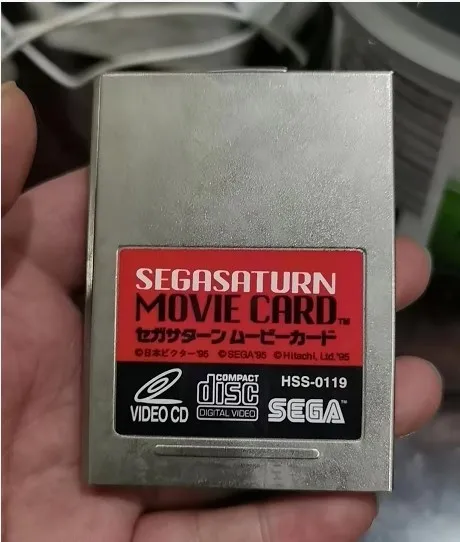 SEGASATURN
MOVIE CARD™
セガサターン ムービーカード
©日本ビクター'95 ©SEGA'95 ©Hitachi, Ltd.'95
HSS-0119
VIDEO CD
COMPACT
disc
DIGITAL VIDEO
SEGA™